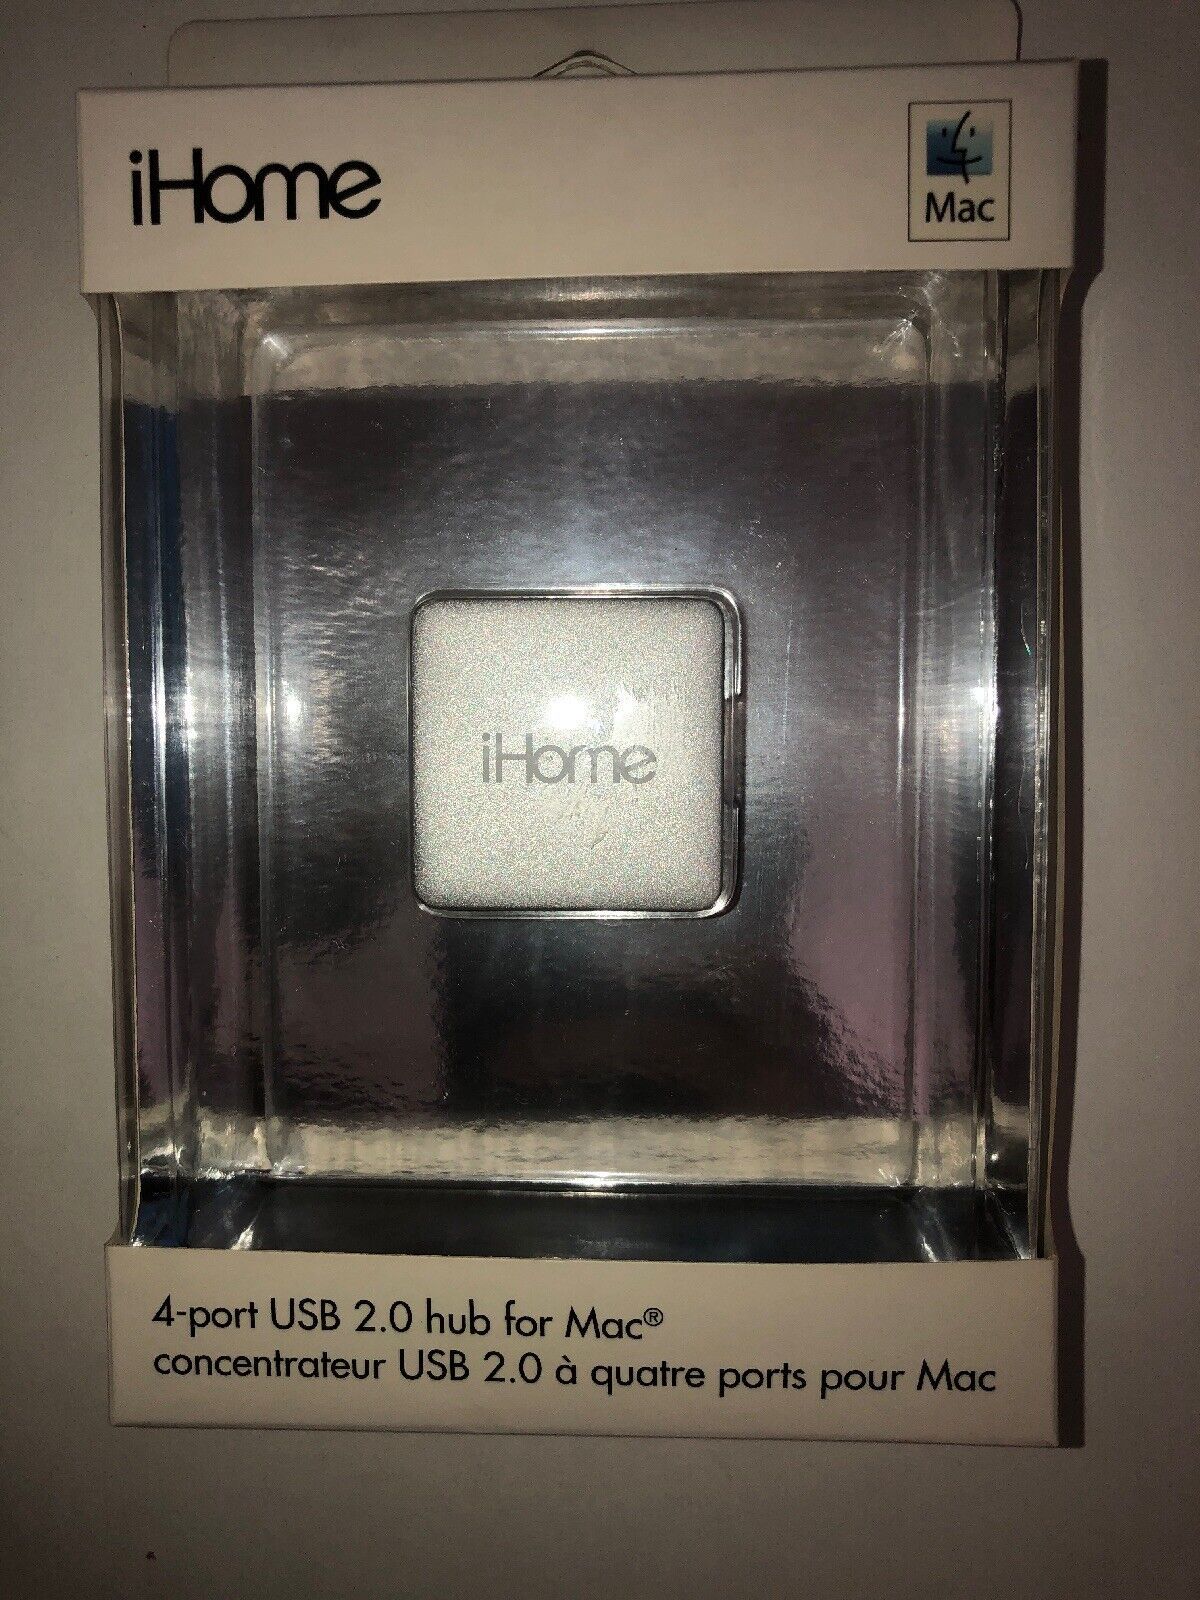 iHome
Mac
iHome
4-port USB 2.0 hub for Mac®
concentrateur USB 2.0 à quatre ports pour Mac